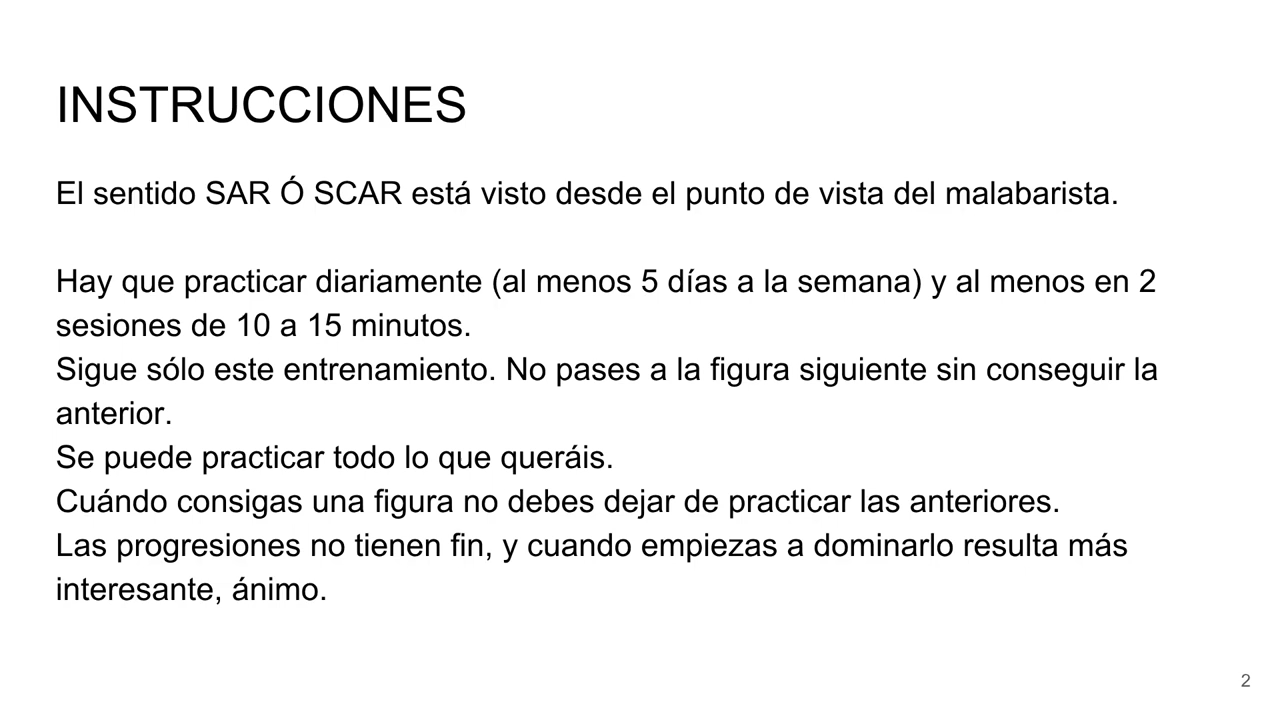 INSTRUCCIONES
El sentido SAR Ó SCAR está visto desde el punto de vista del malabarista.
Hay que practicar diariamente (al menos 5 días a la semana) y al menos en 2
sesiones de 10 a 15 minutos.
Sigue sólo este entrenamiento. No pases a la figura siguiente sin conseguir la
anterior.
Se puede practicar todo lo que queráis.
Cuándo consigas una figura no debes dejar de practicar las anteriores.
Las progresiones no tienen fin, y cuando empiezas a dominarlo resulta más
interesante, ánimo.
2